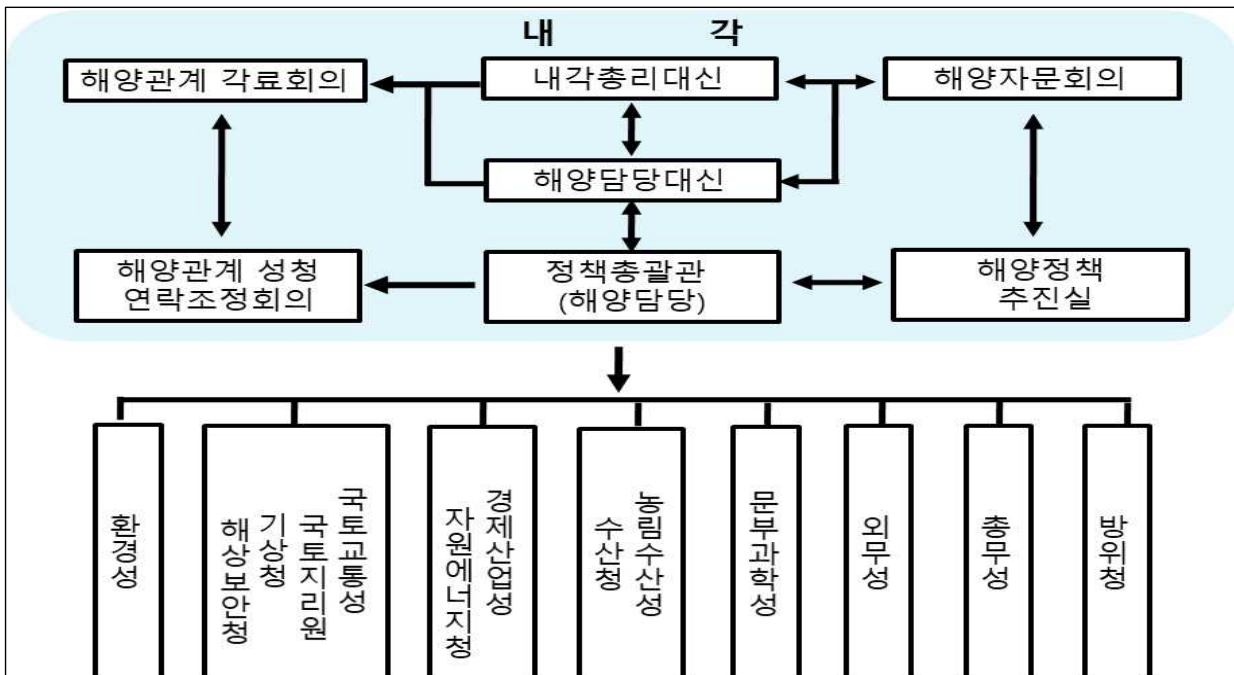 내 각
해양관계 각료회의
내각총리대신
해양자문회의
해양담당대신
해양관계 성청
연락조정회의
정책총괄관
(해양담당)
해양정책
추진실
환경성
국토교통성
국토지리원
기상청
해상보안청
경제산업성
자원에너지청
농림수산성
수산청
문부과학성
외무성
총무성
방위청